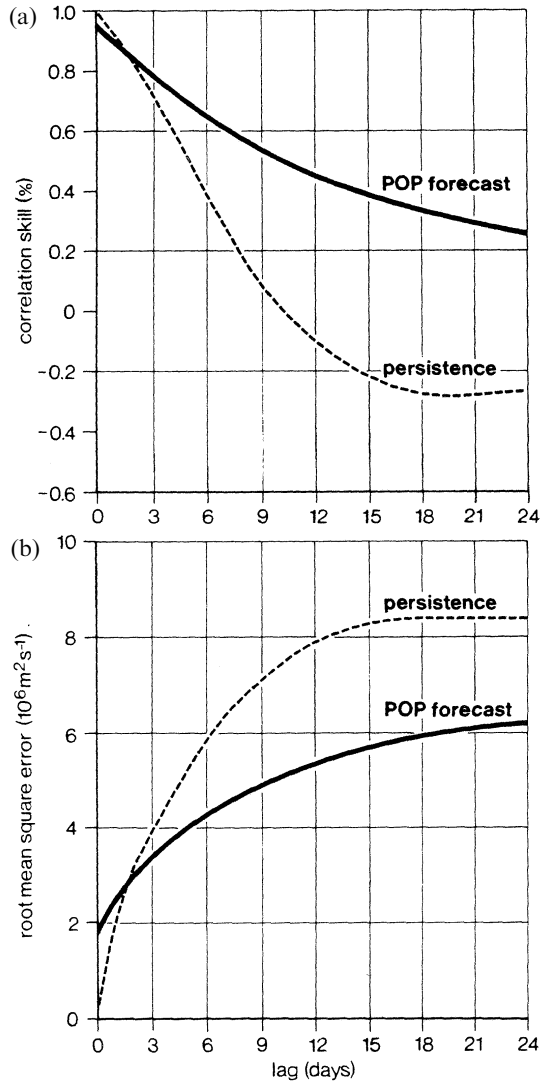 (a)
1.0
0.8
0.6
0.4
0.2
0
−0.2
−0.4
−0.6
correlation skill (%)
POP forecast
persistence
0 3 6 9 12 15 18 21 24
(b)
10
8
6
4
2
0
root mean square error (10⁶m²s⁻¹).
persistence
POP forecast
0 3 6 9 12 15 18 21 24
lag (days)